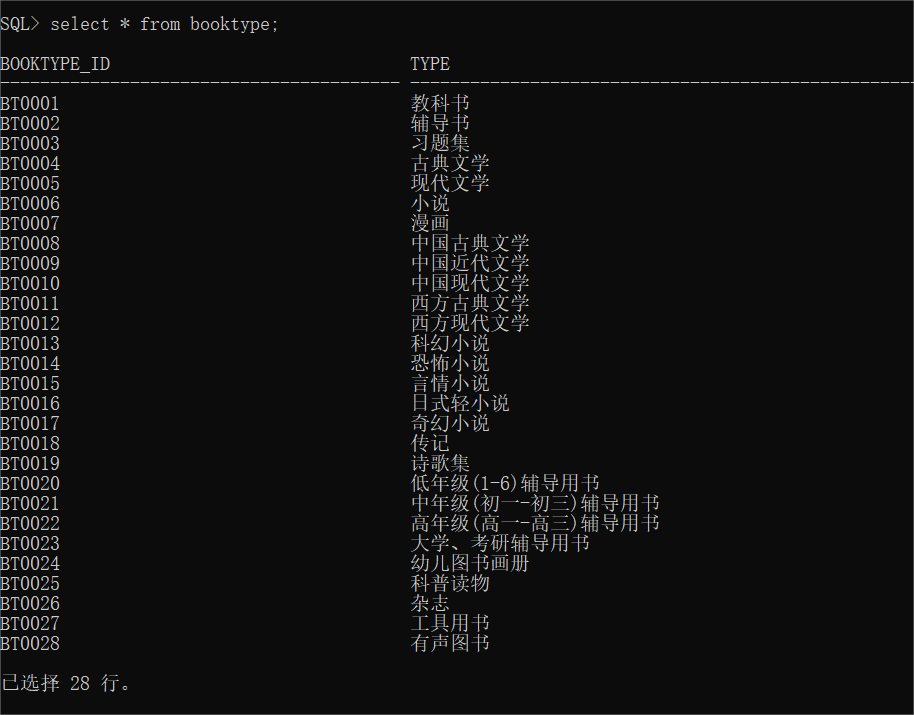 SQL> select * from booktype;
BOOKTYPE_ID TYPE
---------------------------------------- --------------------------------------------------
BT0001 教科书
BT0002 辅导书
BT0003 习题集
BT0004 古典文学
BT0005 现代文学
BT0006 小说
BT0007 漫画
BT0008 中国古典文学
BT0009 中国近代文学
BT0010 中国现代文学
BT0011 西方古典文学
BT0012 西方现代文学
BT0013 科幻小说
BT0014 恐怖小说
BT0015 言情小说
BT0016 日式轻小说
BT0017 奇幻小说
BT0018 传记
BT0019 诗歌集
BT0020 低年级(1-6)辅导用书
BT0021 中年级(初一-初三)辅导用书
BT0022 高年级(高一-高三)辅导用书
BT0023 大学、考研辅导用书
BT0024 幼儿图书画册
BT0025 科普读物
BT0026 杂志
BT0027 工具用书
BT0028 有声图书
已选择 28 行。